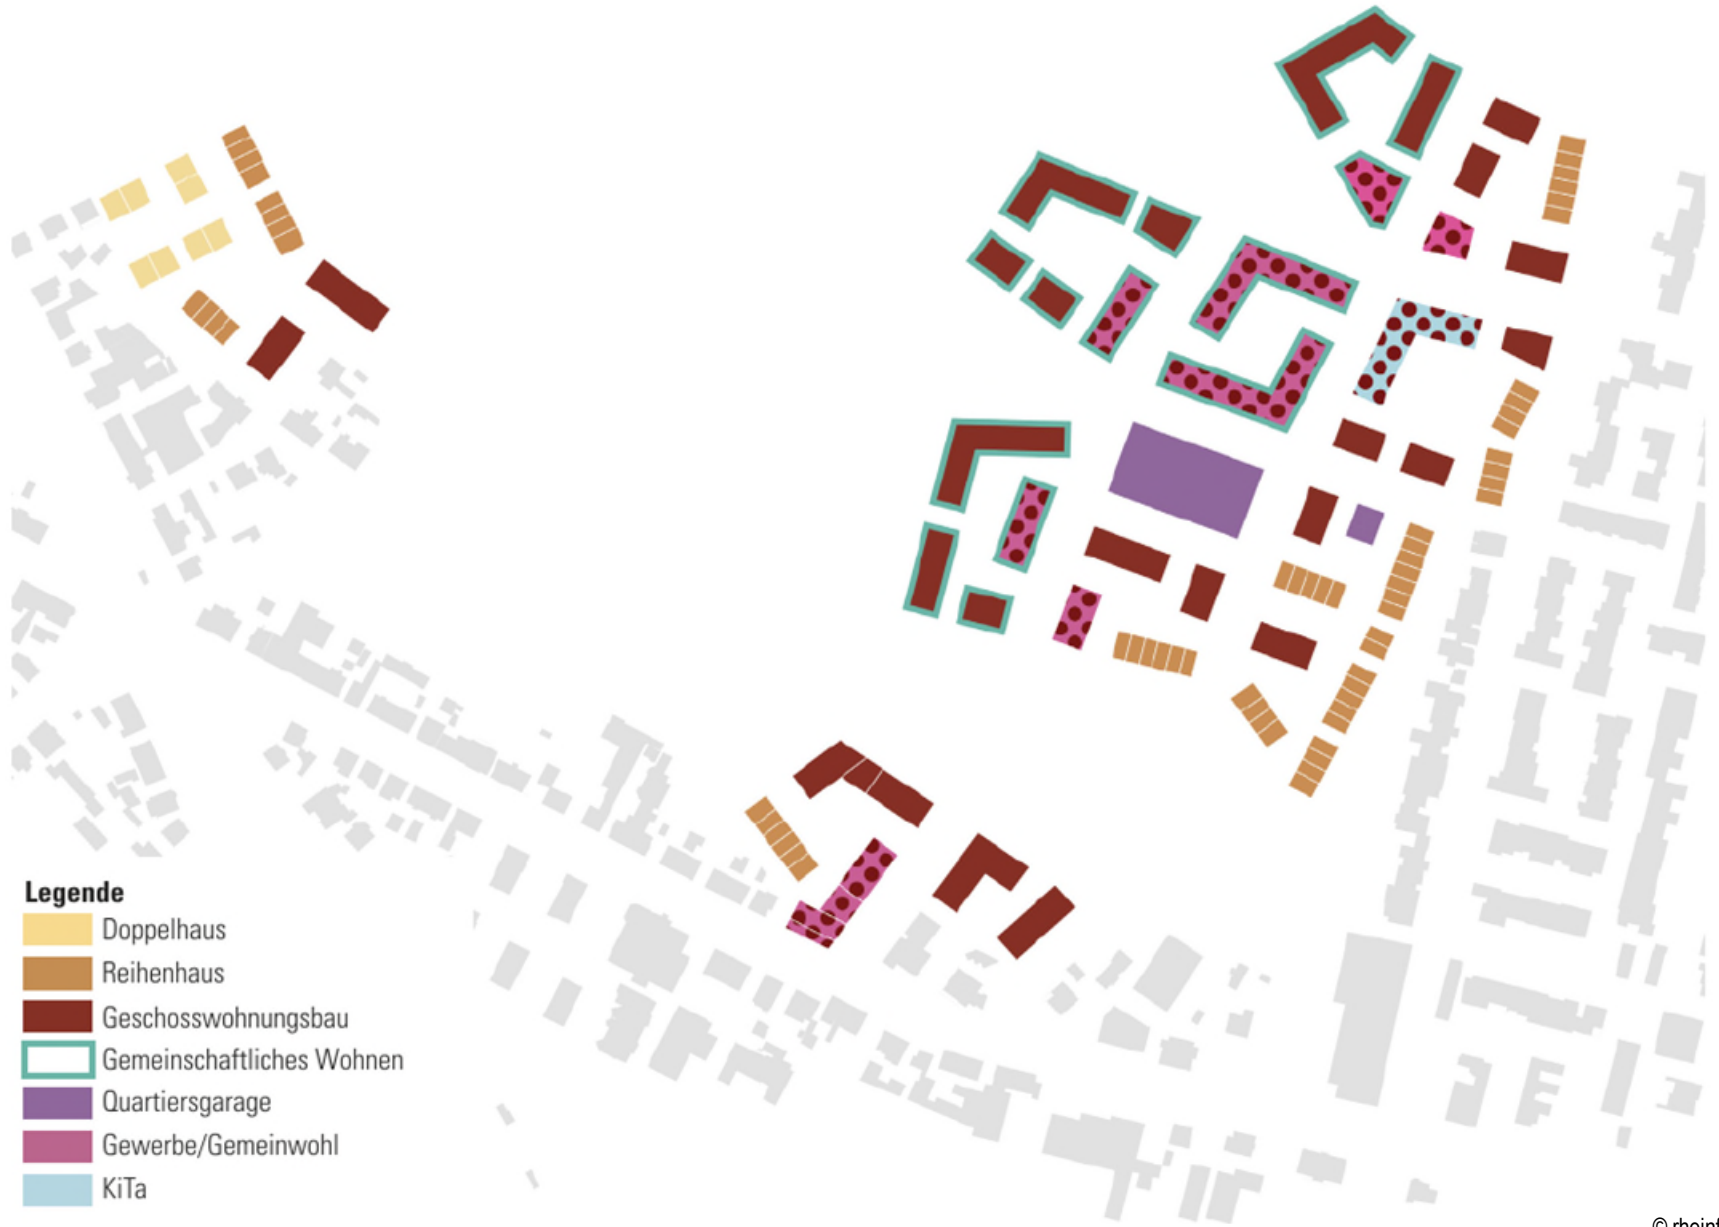 Legende
Doppelhaus
Reihenhaus
Geschosswohnungsbau
Gemeinschaftliches Wohnen
Quartiersgarage
Gewerbe/Gemeinwohl
KiTa
©